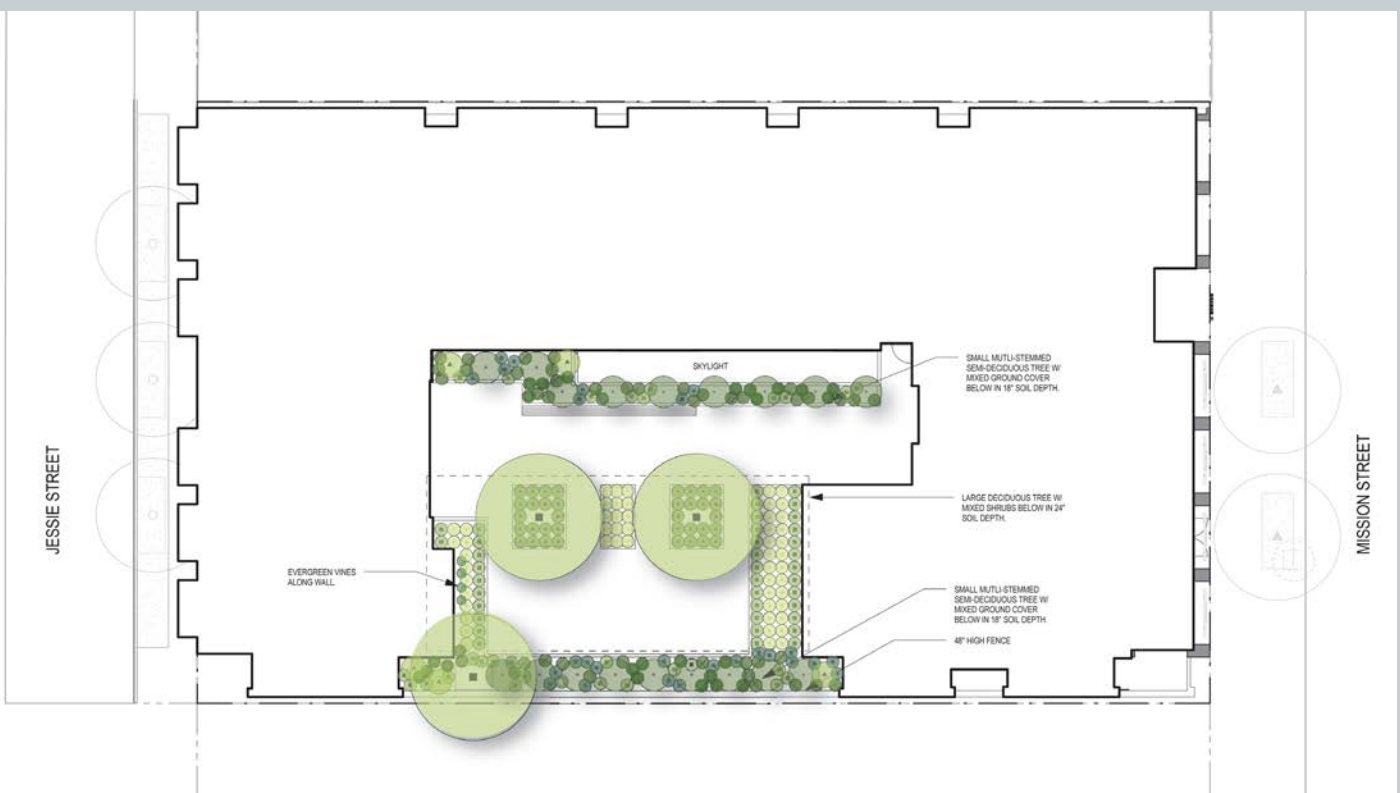 JESSIE STREET
SKYLIGHT
SMALL MUTLI-STEMMED
SEMI-DECIDUOUS TREE W/
MIXED GROUND COVER
BELOW IN 18" SOIL DEPTH.
LARGE DECIDUOUS TREE W/
MIXED SHRUBS BELOW IN 24"
SOIL DEPTH.
EVERGREEN VINES
ALONG WALL
SMALL MUTLI-STEMMED
SEMI-DECIDUOUS TREE W/
MIXED GROUND COVER
BELOW IN 18" SOIL DEPTH
48" HIGH FENCE
MISSION STREET